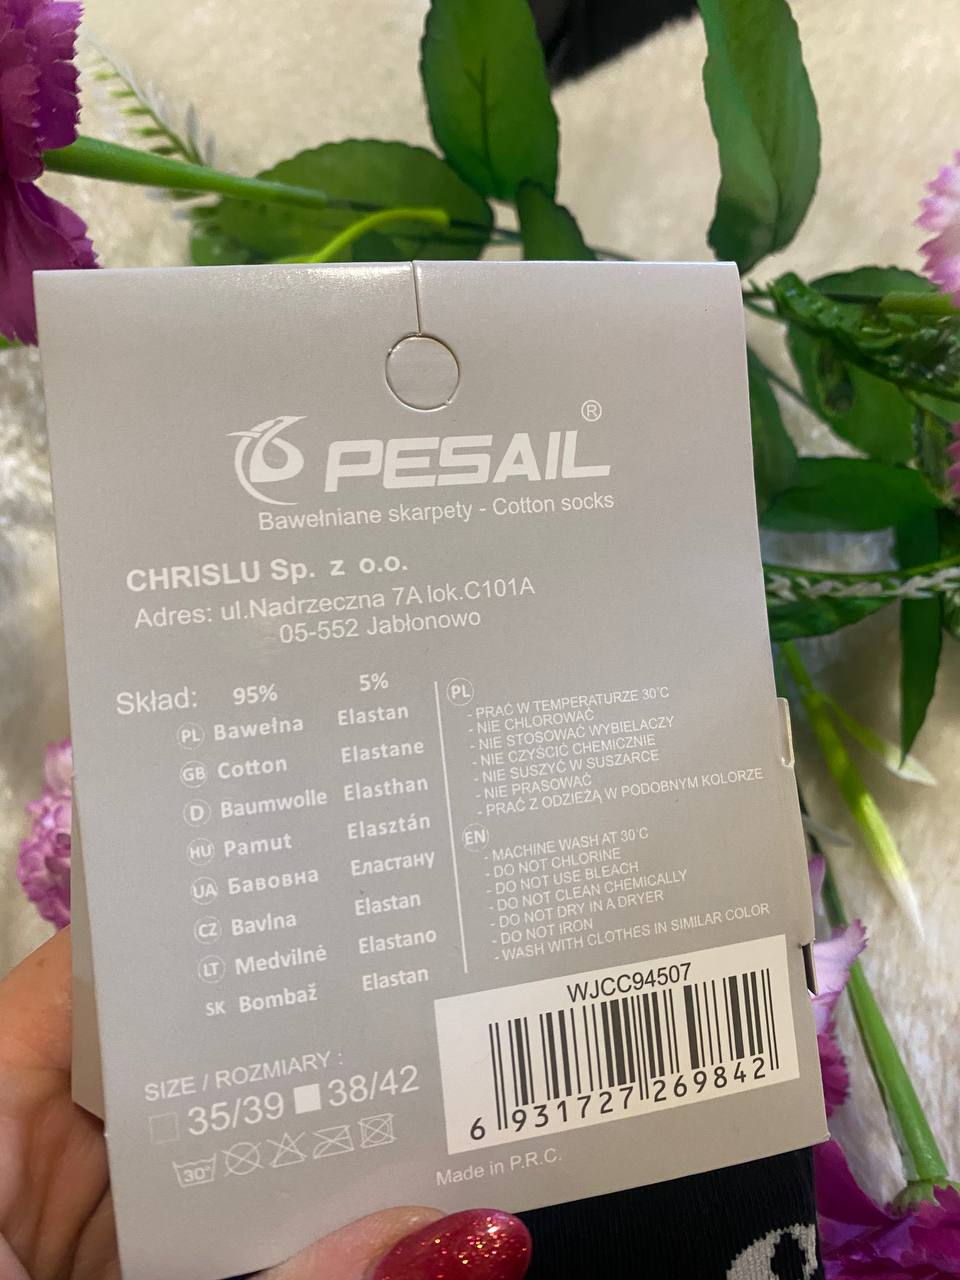 PESAIL ®
Bawełniane skarpety - Cotton socks
CHRISLU Sp. z o.o.
Adres: ul.Nadrzeczna 7A lok.C101A
05-552 Jabłonowo
Skład: 95% 5%
PL Bawełna Elastan
GB Cotton Elastane
D Baumwolle Elasthan
HU Pamut Elasztán
UA Бавовна Еластану
CZ Bavlna Elastan
LT Medvilnė Elastano
SK Bombaž Elastan
PL
- PRAĆ W TEMPERATURZE 30°C
- NIE CHLOROWAĆ
- NIE STOSOWAĆ WYBIELACZY
- NIE CZYŚCIĆ CHEMICZNIE
- NIE SUSZYĆ W SUSZARCE
- NIE PRASOWAĆ
- PRAĆ Z ODZIEŻĄ W PODOBNYM KOLORZE
EN
- MACHINE WASH AT 30°C
- DO NOT CHLORINE
- DO NOT USE BLEACH
- DO NOT CLEAN CHEMICALLY
- DO NOT DRY IN A DRYER
- DO NOT IRON
- WASH WITH CLOTHES IN SIMILAR COLOR
WJCC94507
6 931727 269842
SIZE / ROZMIARY :
35/39 38/42
30°
Made in P.R.C.